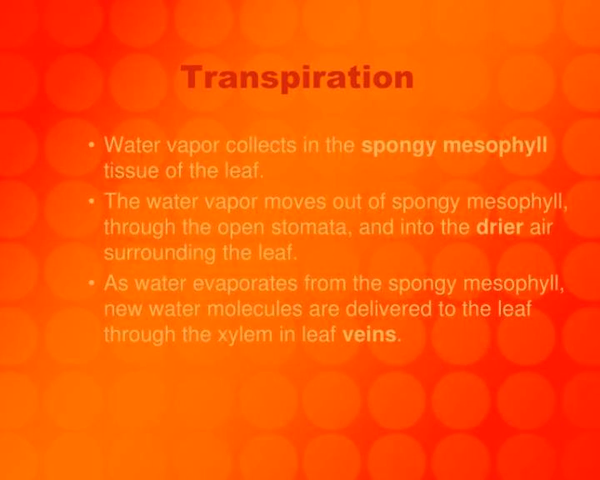 Transpiration
• Water vapor collects in the spongy mesophyll
tissue of the leaf.
• The water vapor moves out of spongy mesophyll,
through the open stomata, and into the drier air
surrounding the leaf.
• As water evaporates from the spongy mesophyll,
new water molecules are delivered to the leaf
through the xylem in leaf veins.